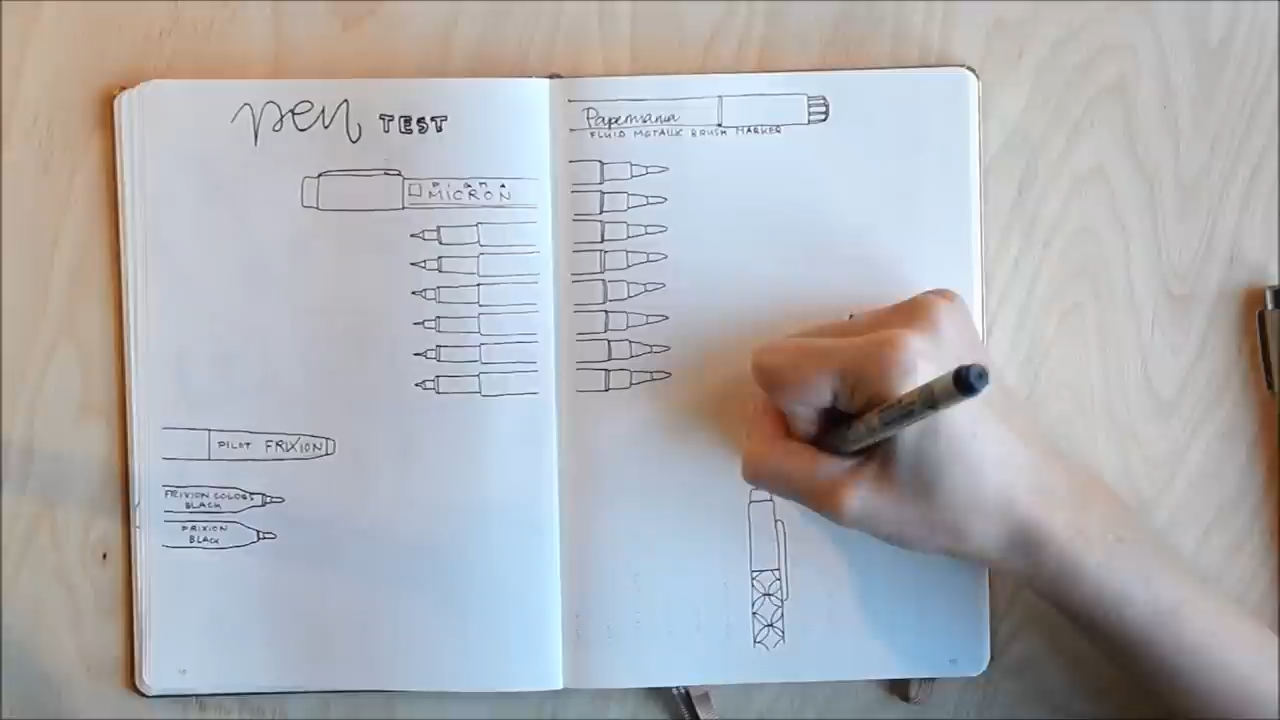 pen TEST
PIGMA
MICRON
PILOT FRIXION
FRIXION COLORS
BLACK
FRIXION
BLACK
Papermania
FLUID METALLIC BRUSH MARKER